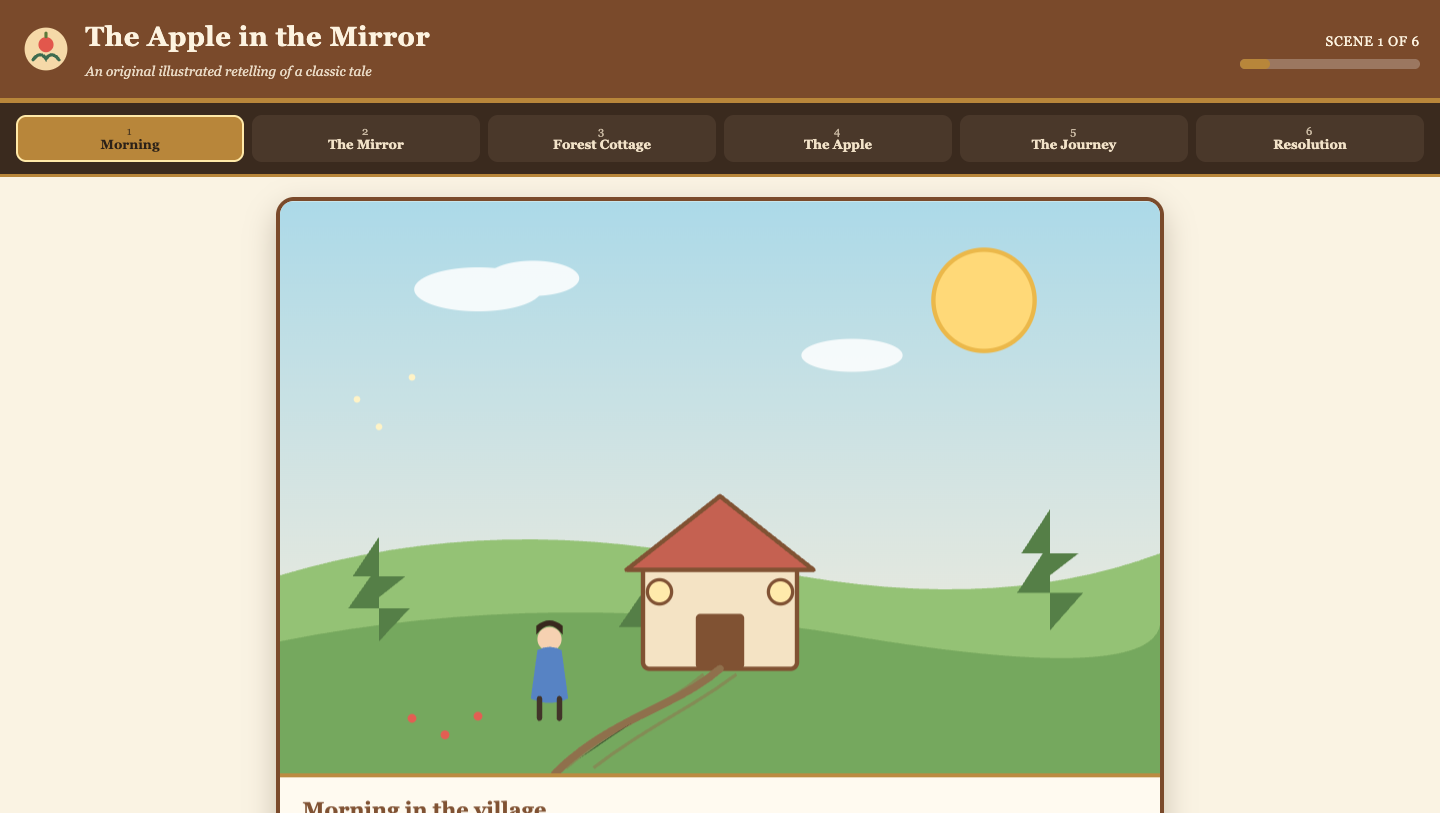 The Apple in the Mirror
An original illustrated retelling of a classic tale
SCENE 1 OF 6
1
Morning
2
The Mirror
3
Forest Cottage
4
The Apple
5
The Journey
6
Resolution
Morning in the village